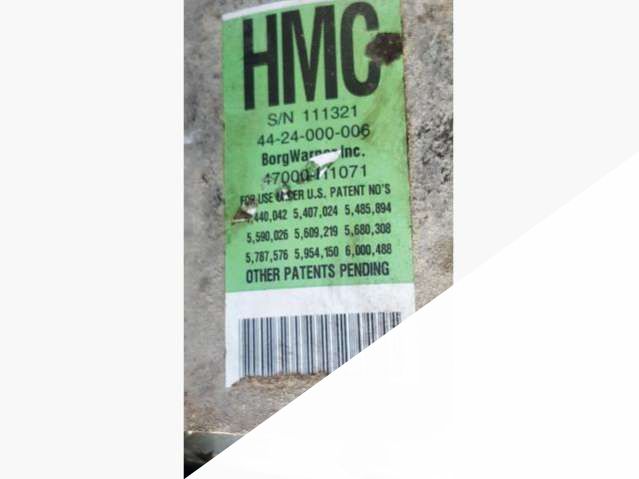 HMC
S/N 111321
44-24-000-006
BorgWarner Inc.
FOR USE UNDER U.S. PATENT NO'S
5,407,024 5,485,894
5,590,026 5,609,219 5,680,308
5,787,576 5,954,150 6,000,488
OTHER PATENTS PENDING